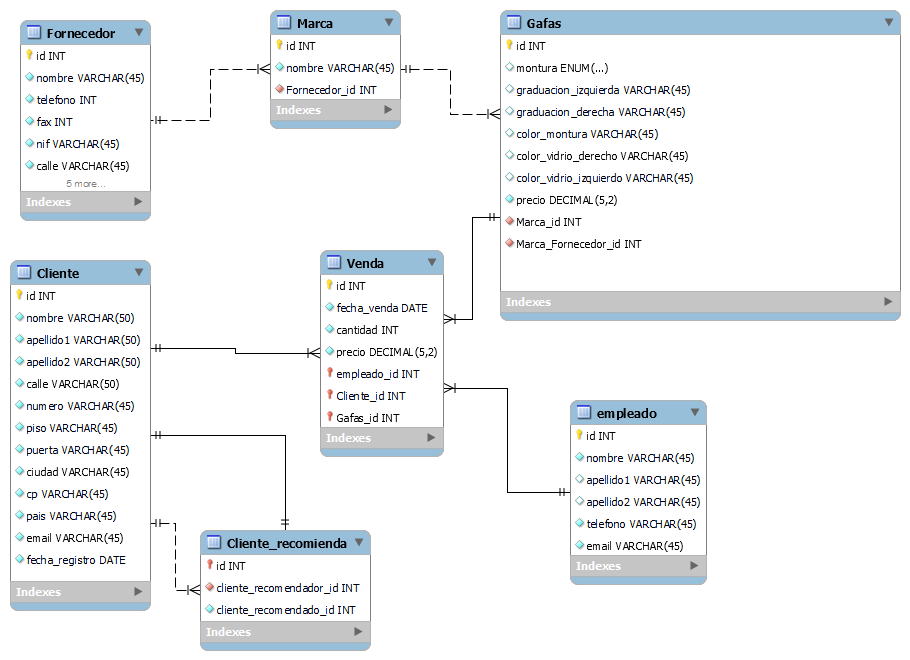 Fornecedor
id INT
nombre VARCHAR(45)
telefono INT
fax INT
nif VARCHAR(45)
calle VARCHAR(45)
5 more...
Indexes
Marca
id INT
nombre VARCHAR(45)
Fornecedor_id INT
Indexes
Gafas
id INT
montura ENUM(...)
graduacion_izquierda VARCHAR(45)
graduacion_derecha VARCHAR(45)
color_montura VARCHAR(45)
color_vidrio_derecho VARCHAR(45)
color_vidrio_izquierdo VARCHAR(45)
precio DECIMAL(5,2)
Marca_id INT
Marca_Fornecedor_id INT
Indexes
Cliente
id INT
nombre VARCHAR(50)
apellido1 VARCHAR(50)
apellido2 VARCHAR(50)
calle VARCHAR(50)
numero VARCHAR(45)
piso VARCHAR(45)
puerta VARCHAR(45)
ciudad VARCHAR(45)
cp VARCHAR(45)
pais VARCHAR(45)
email VARCHAR(45)
fecha_registro DATE
Indexes
Venda
id INT
fecha_venda DATE
cantidad INT
precio DECIMAL(5,2)
empleado_id INT
Cliente_id INT
Gafas_id INT
Indexes
empleado
id INT
nombre VARCHAR(45)
apellido1 VARCHAR(45)
apellido2 VARCHAR(45)
telefono VARCHAR(45)
email VARCHAR(45)
Indexes
Cliente_recomienda
id INT
cliente_recomendador_id INT
cliente_recomendado_id INT
Indexes